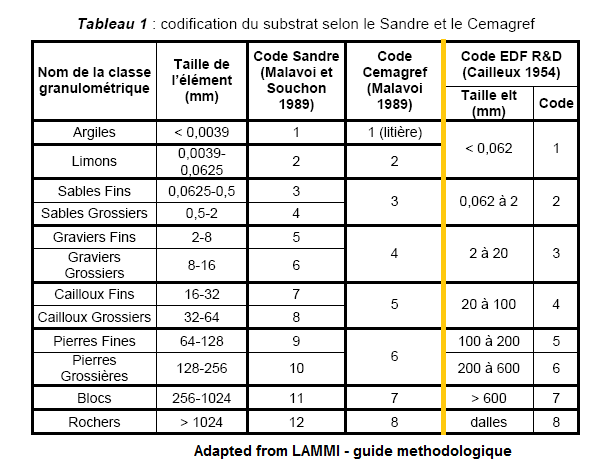 Tableau 1 : codification du substrat selon le Sandre et le Cemagref
Nom de la classe granulométrique | Taille de l'élément (mm) | Code Sandre (Malavoi et Souchon 1989) | Code Cemagref (Malavoi 1989) | Code EDF R&D (Cailleux 1954)
Taille elt (mm) | Code
Argiles | < 0,0039 | 1 | 1 (litière) | < 0,062 | 1
Limons | 0,0039-0,0625 | 2 | 2
Sables Fins | 0,0625-0,5 | 3 | 3 | 0,062 à 2 | 2
Sables Grossiers | 0,5-2 | 4
Graviers Fins | 2-8 | 5 | 4 | 2 à 20 | 3
Graviers Grossiers | 8-16 | 6
Cailloux Fins | 16-32 | 7 | 5 | 20 à 100 | 4
Cailloux Grossiers | 32-64 | 8
Pierres Fines | 64-128 | 9 | 6 | 100 à 200 | 5
Pierres Grossières | 128-256 | 10 | 200 à 600 | 6
Blocs | 256-1024 | 11 | 7 | > 600 | 7
Rochers | > 1024 | 12 | 8 | dalles | 8
Adapted from LAMMI - guide methodologique